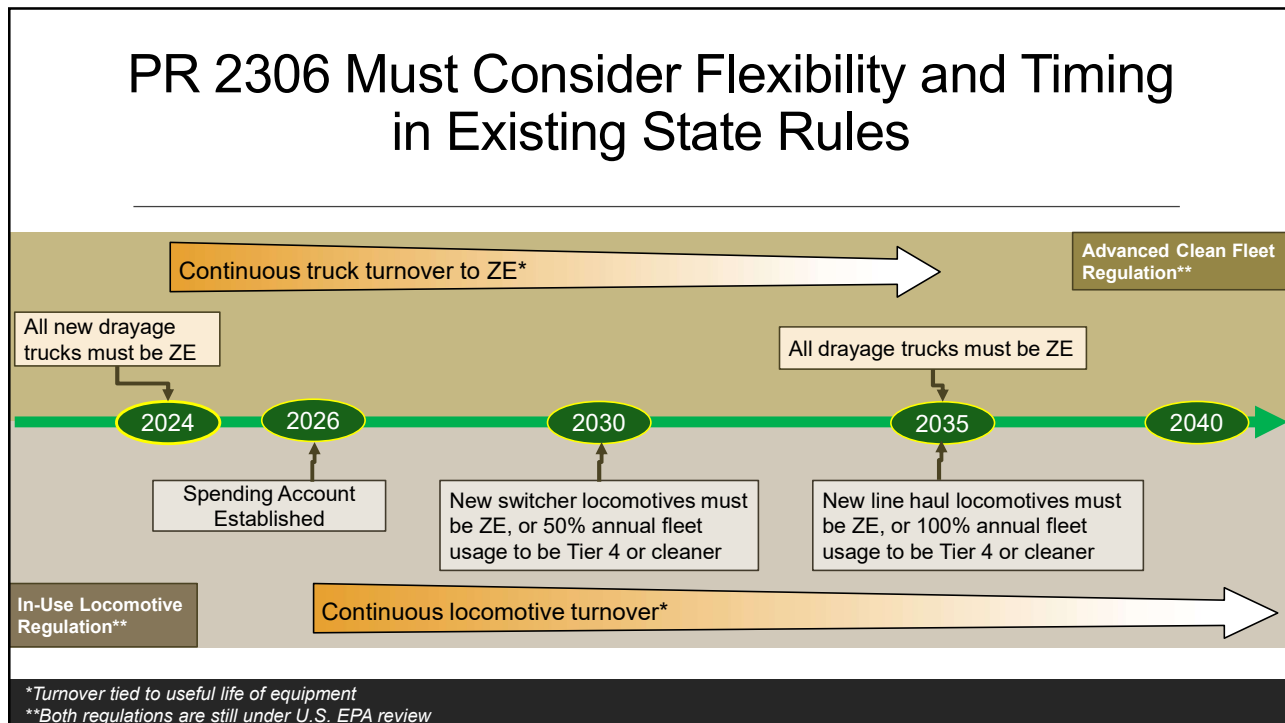 PR 2306 Must Consider Flexibility and Timing
in Existing State Rules
Continuous truck turnover to ZE*
Advanced Clean Fleet
Regulation**
All new drayage
trucks must be ZE
All drayage trucks must be ZE
2024
2026
2030
2035
2040
Spending Account
Established
New switcher locomotives must
be ZE, or 50% annual fleet
usage to be Tier 4 or cleaner
New line haul locomotives must
be ZE, or 100% annual fleet
usage to be Tier 4 or cleaner
In-Use Locomotive
Regulation**
Continuous locomotive turnover*
*Turnover tied to useful life of equipment
**Both regulations are still under U.S. EPA review